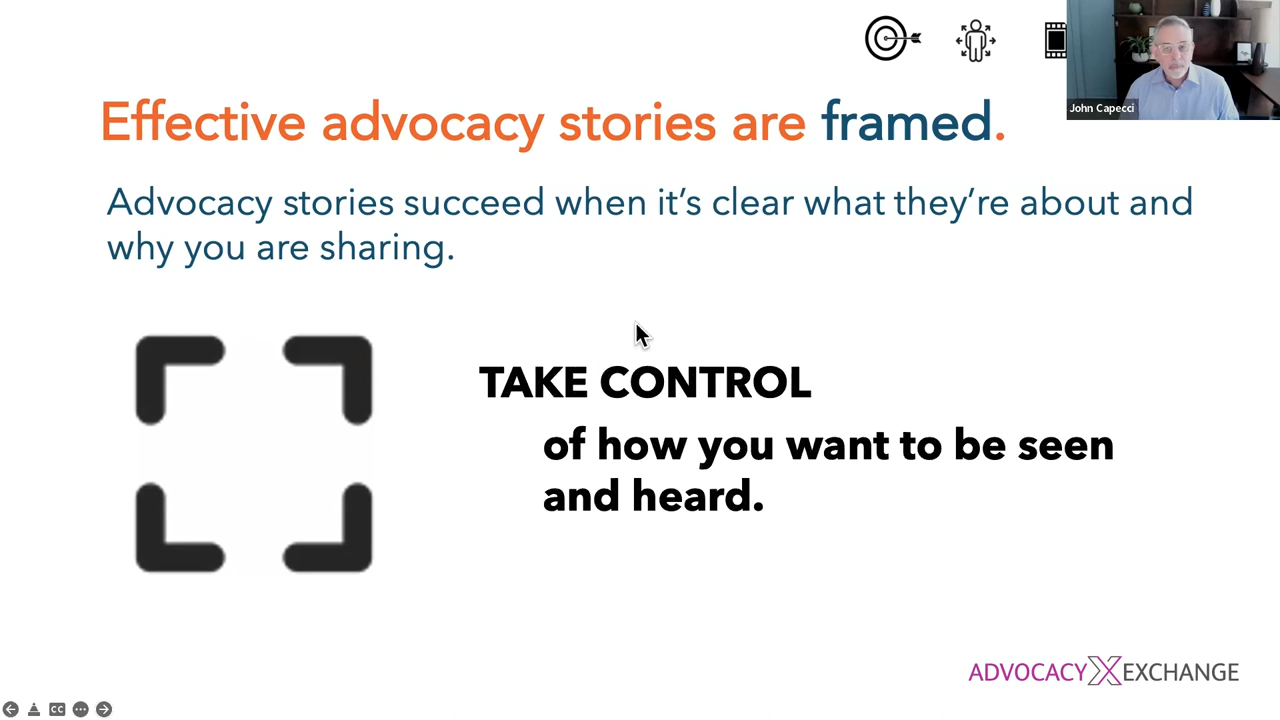 John Capecci
Effective advocacy stories are framed.
Advocacy stories succeed when it's clear what they're about and
why you are sharing.
TAKE CONTROL
of how you want to be seen
and heard.
ADVOCACY X EXCHANGE
CC